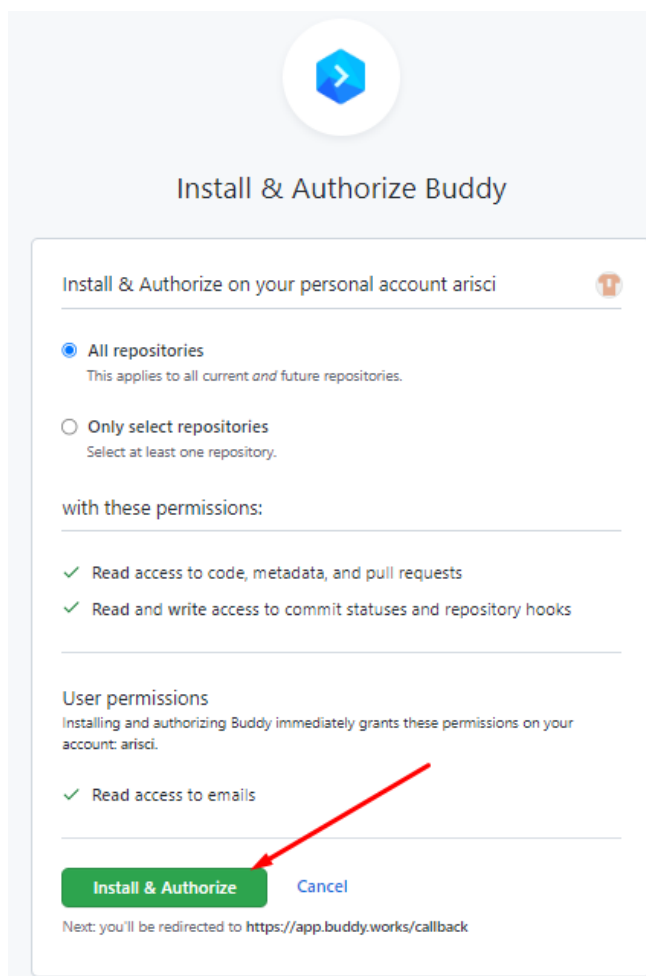 Install & Authorize Buddy
Install & Authorize on your personal account arisci
All repositories
This applies to all current and future repositories.
Only select repositories
Select at least one repository.
with these permissions:
Read access to code, metadata, and pull requests
Read and write access to commit statuses and repository hooks
User permissions
Installing and authorizing Buddy immediately grants these permissions on your
account: arisci.
Read access to emails
Install & Authorize
Cancel
Next: you'll be redirected to https://app.buddy.works/callback